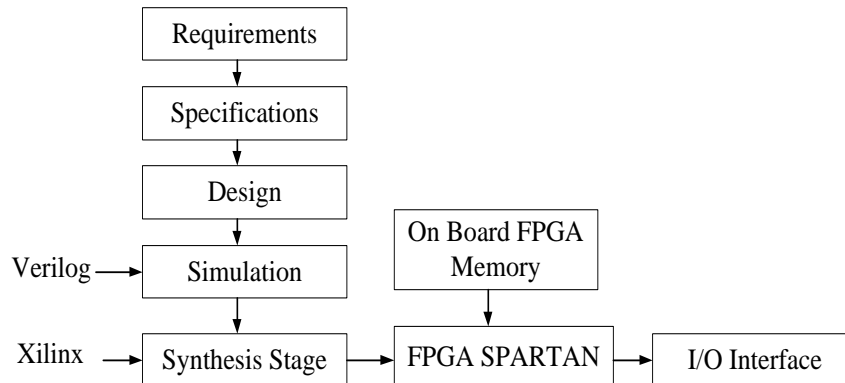 Requirements
Specifications
Design
On Board FPGA
Memory
Verilog
Simulation
Xilinx
Synthesis Stage
FPGA SPARTAN
I/O Interface